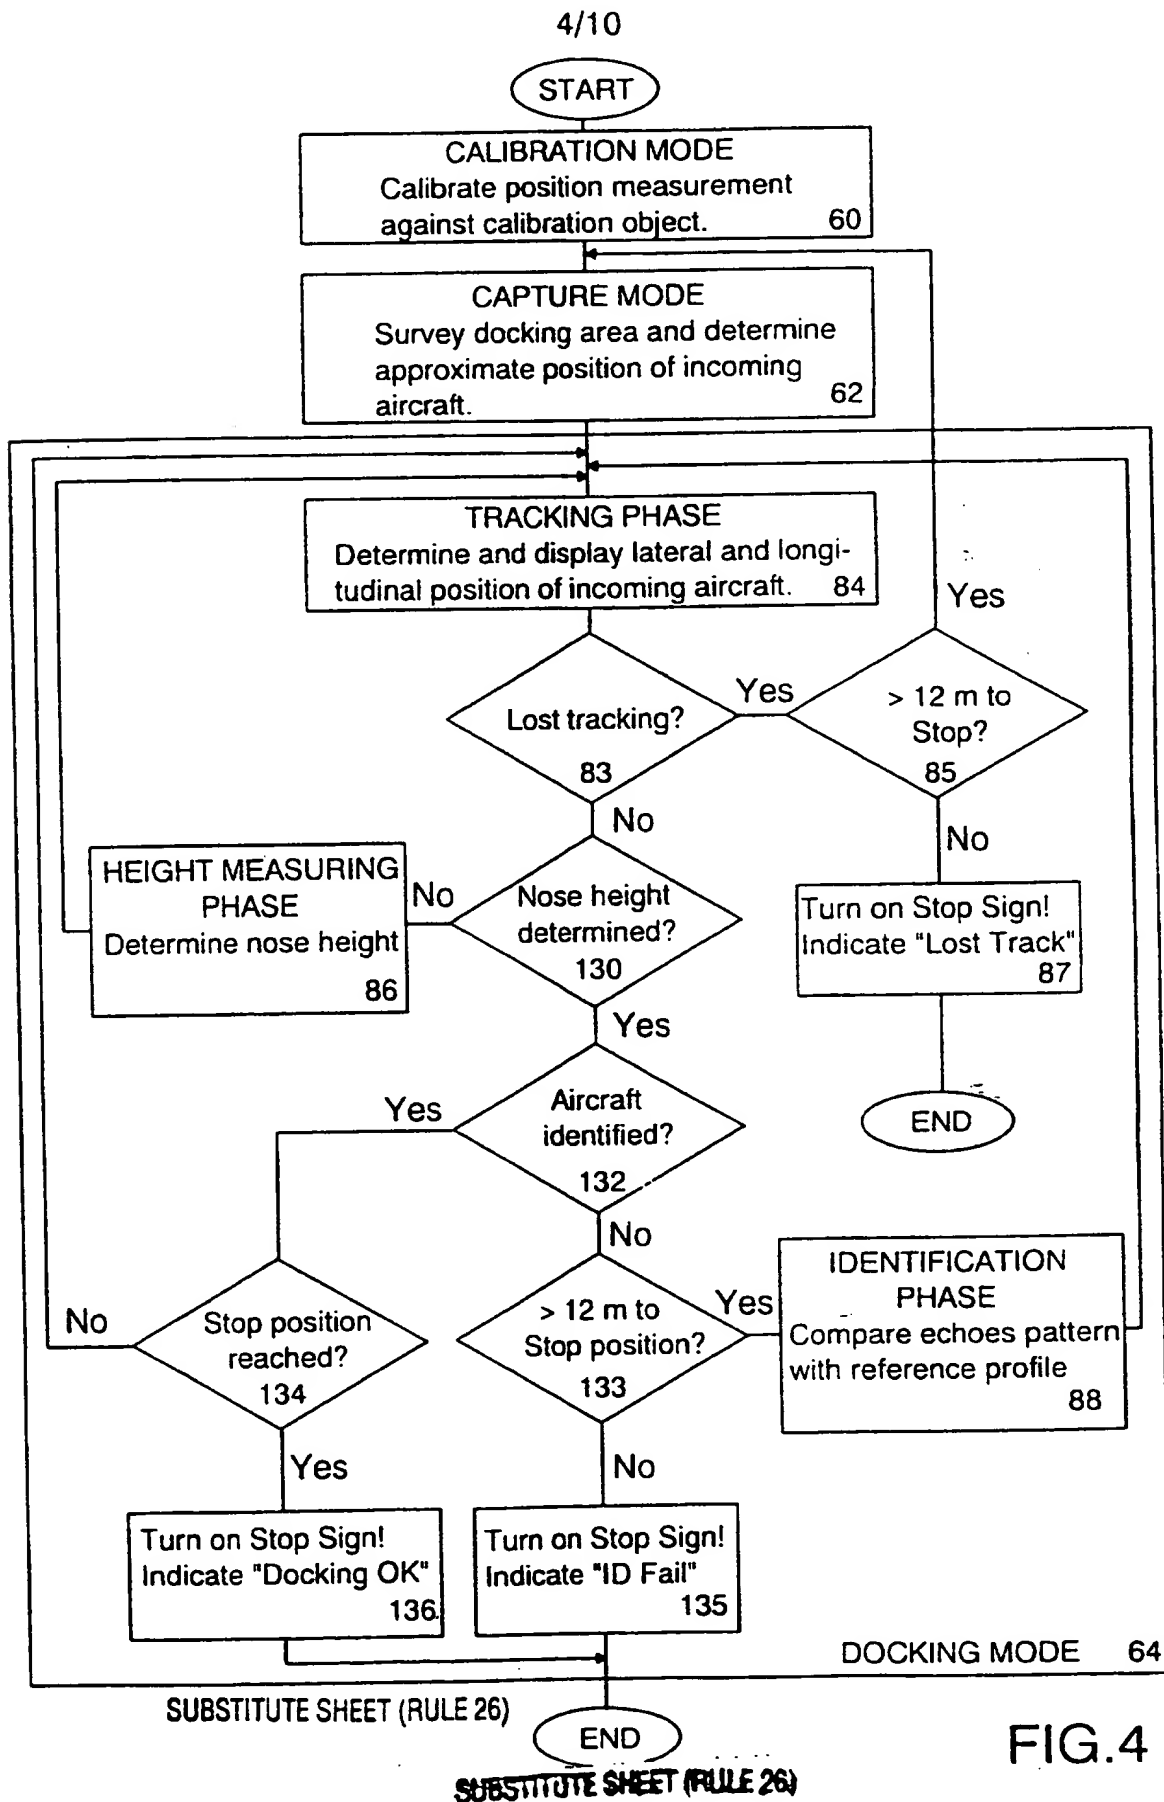 4/10
START
CALIBRATION MODE
Calibrate position measurement
against calibration object.
60
CAPTURE MODE
Survey docking area and determine
approximate position of incoming
aircraft.
62
TRACKING PHASE
Determine and display lateral and longi-
tudinal position of incoming aircraft.
84
Yes
Lost tracking?
83
Yes
> 12 m to
Stop?
85
No
No
HEIGHT MEASURING
PHASE
Determine nose height
86
No
Nose height
determined?
130
Turn on Stop Sign!
Indicate "Lost Track"
87
Yes
END
Yes
Aircraft
identified?
132
No
No
Stop position
reached?
134
> 12 m to
Stop position?
133
Yes
IDENTIFICATION
PHASE
Compare echoes pattern
with reference profile
88
Yes
No
Turn on Stop Sign!
Indicate "Docking OK"
136
Turn on Stop Sign!
Indicate "ID Fail"
135
DOCKING MODE 64
SUBSTITUTE SHEET (RULE 26)
END
FIG.4
SUBSTITUTE SHEET (RULE 26)